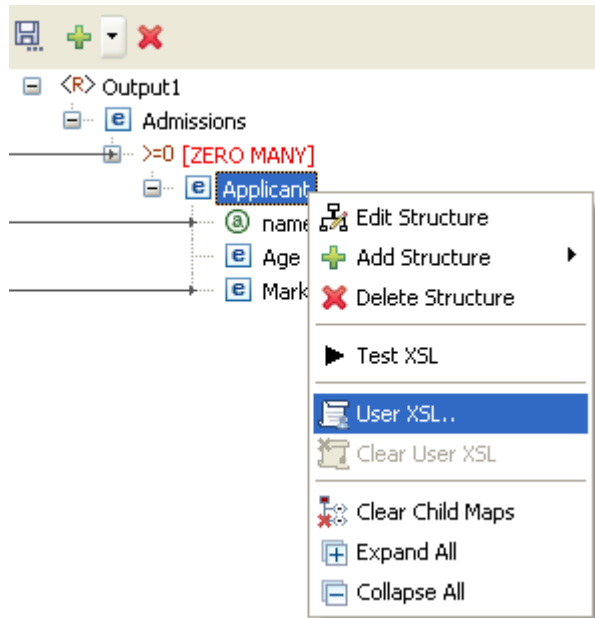 <R> Output1
e Admissions
>=0 [ZERO MANY]
e Applicant
a name
e Age
e Mark
Edit Structure
Add Structure
Delete Structure
Test XSL
User XSL..
Clear User XSL
Clear Child Maps
Expand All
Collapse All